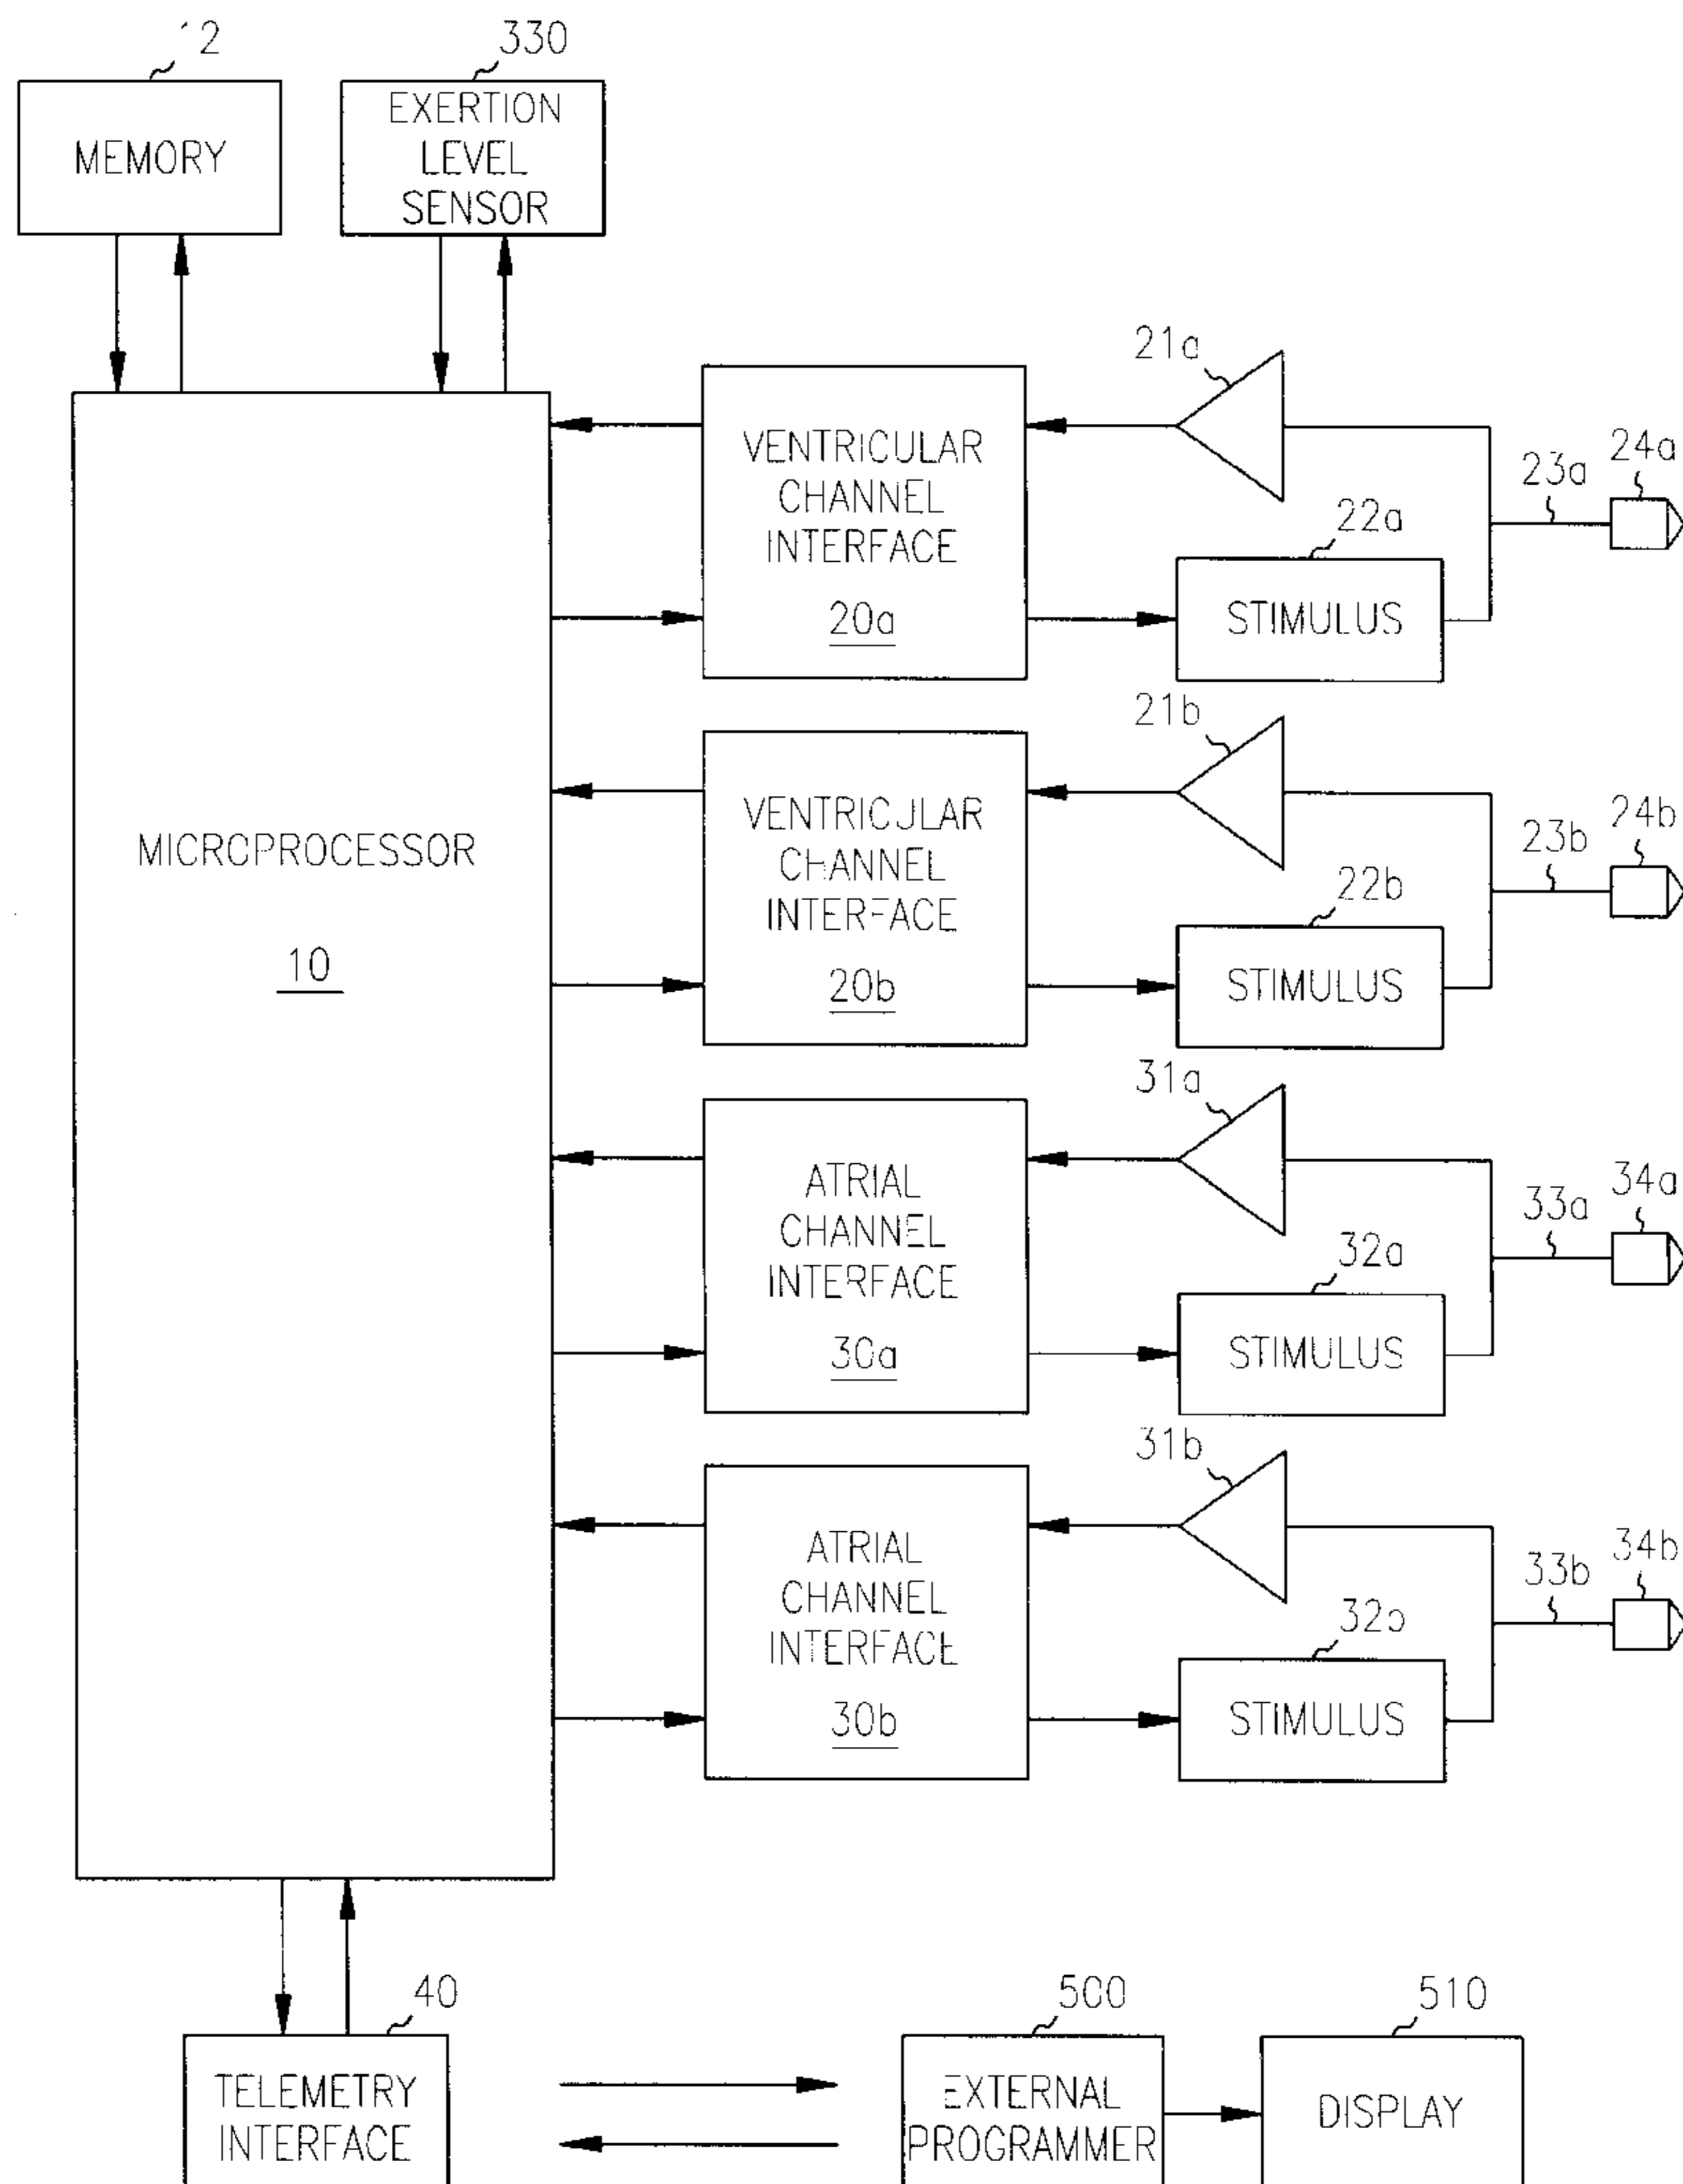 12
330
MEMORY
EXERTION
LEVEL
SENSOR
MICROPROCESSOR
10
VENTRICULAR
CHANNEL
INTERFACE
20a
21a
22a
STIMULUS
23a
24a
VENTRICULAR
CHANNEL
INTERFACE
20b
21b
22b
STIMULUS
23b
24b
ATRIAL
CHANNEL
INTERFACE
30a
31a
32a
STIMULUS
33a
34a
ATRIAL
CHANNEL
INTERFACE
30b
31b
32b
STIMULUS
33b
34b
40
TELEMETRY
INTERFACE
500
EXTERNAL
PROGRAMMER
510
DISPLAY